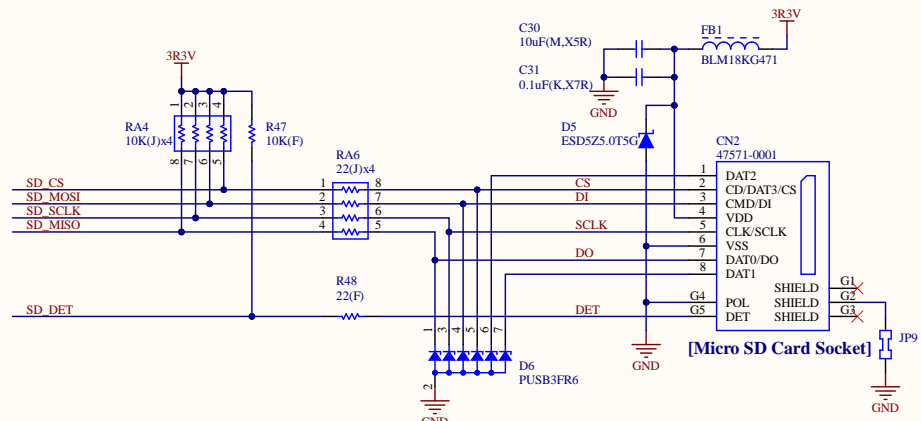 3R3V
C30
10uF(M,X5R)
FB1
BLM18KG471
3R3V
C31
0.1uF(K,X7R)
GND
1 2 3 4
RA4
10K(J)x4
8 7 6 5
R47
10K(F)
D5
ESD5Z5.0T5G
CN2
47571-0001
RA6
22(J)x4
1 DAT2
SD_CS 1 8 CS 2 CD/DAT3/CS
SD_MOSI 2 7 DI 3 CMD/DI
4 VDD
SD_SCLK 3 6 SCLK 5 CLK/SCLK
SD_MISO 4 5 6 VSS
DO 7 DAT0/DO
8 DAT1
R48
22(F)
SHIELD G1
G4 POL SHIELD G2
SD_DET DET G5 DET SHIELD G3
1 3 4 5 6 7
JP9
[Micro SD Card Socket]
D6
PUSB3FR6
2
GND
GND
GND